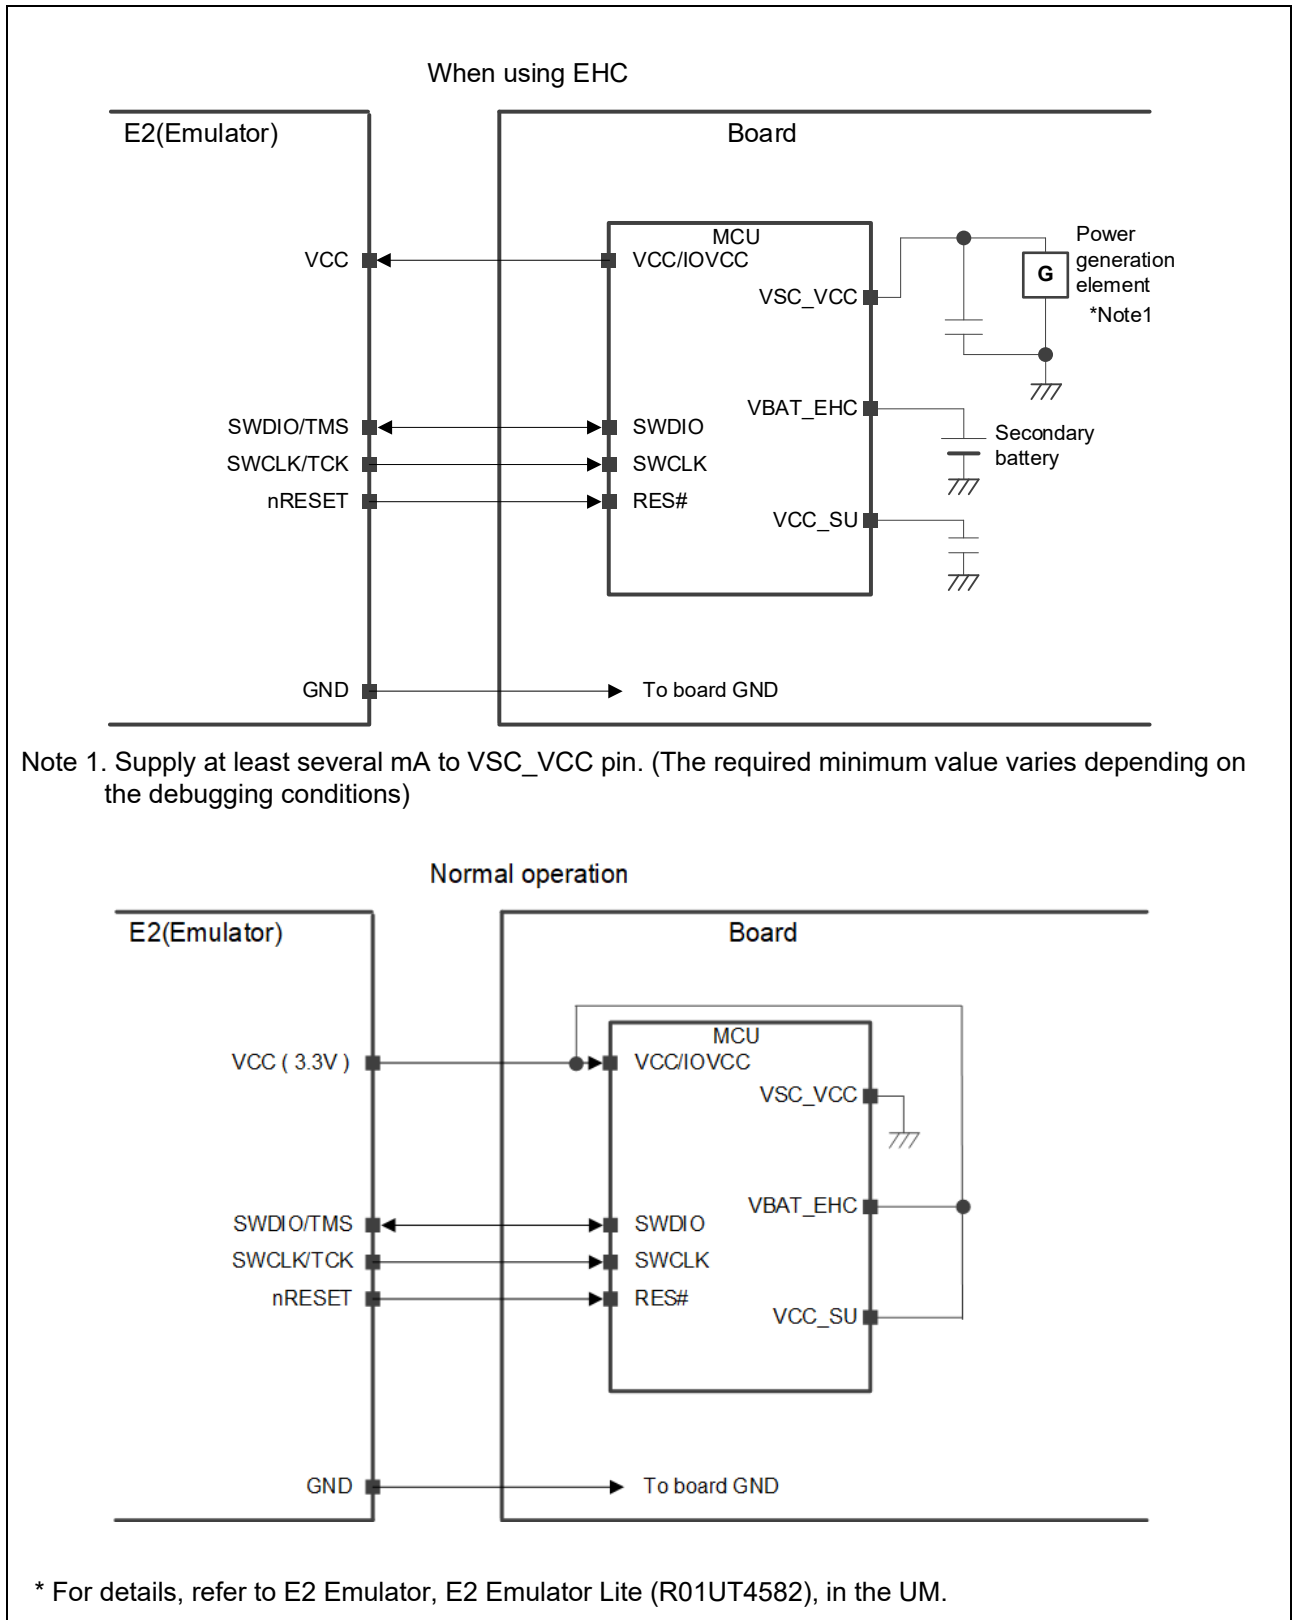 When using EHC
E2(Emulator)
Board
MCU
VCC
VCC/IOVCC
VSC_VCC
Power
generation
element
*Note1
G
VBAT_EHC
Secondary
battery
SWDIO/TMS
SWDIO
SWCLK/TCK
SWCLK
nRESET
RES#
VCC_SU
GND
To board GND
Note 1. Supply at least several mA to VSC_VCC pin. (The required minimum value varies depending on
the debugging conditions)
Normal operation
E2(Emulator)
Board
MCU
VCC ( 3.3V )
VCC/IOVCC
VSC_VCC
VBAT_EHC
SWDIO/TMS
SWDIO
SWCLK/TCK
SWCLK
nRESET
RES#
VCC_SU
GND
To board GND
* For details, refer to E2 Emulator, E2 Emulator Lite (R01UT4582), in the UM.